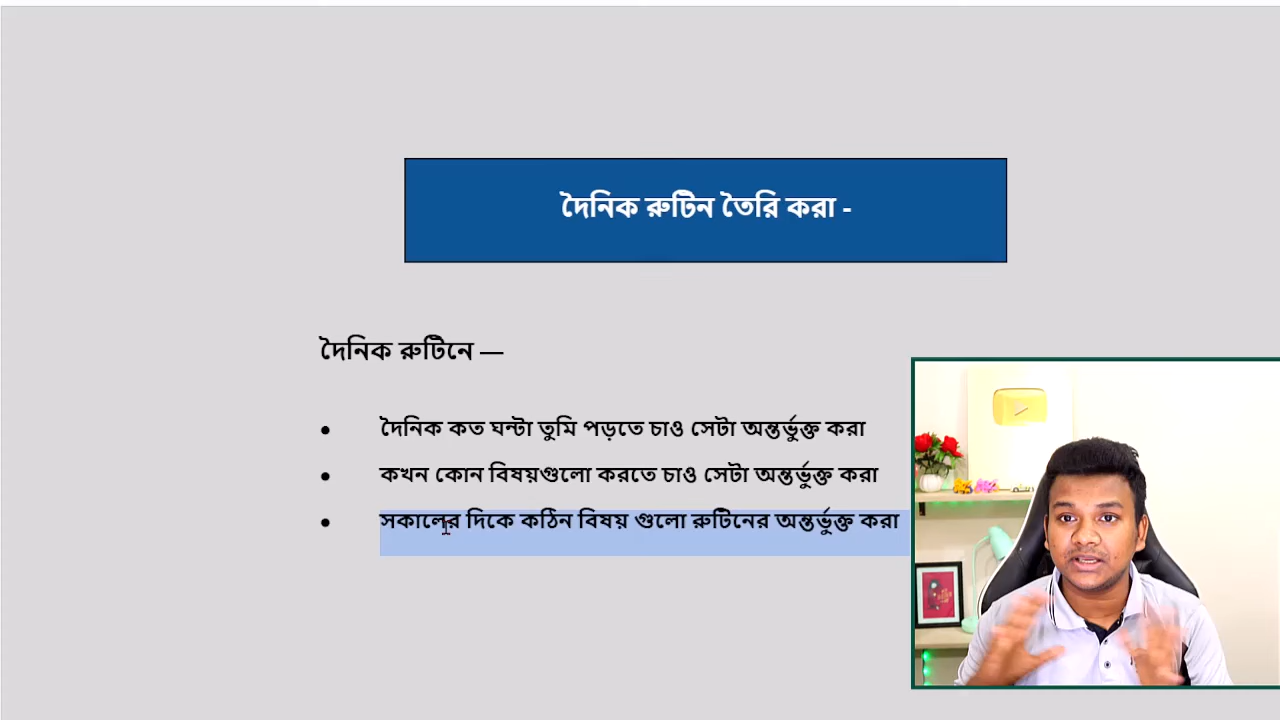 দৈনিক রুটিন তৈরি করা -
দৈনিক রুটিনে —
• দৈনিক কত ঘন্টা তুমি পড়তে চাও সেটা অন্তর্ভুক্ত করা
• কখন কোন বিষয়গুলো করতে চাও সেটা অন্তর্ভুক্ত করা
• সকালের দিকে কঠিন বিষয় গুলো রুটিনের অন্তর্ভুক্ত করা